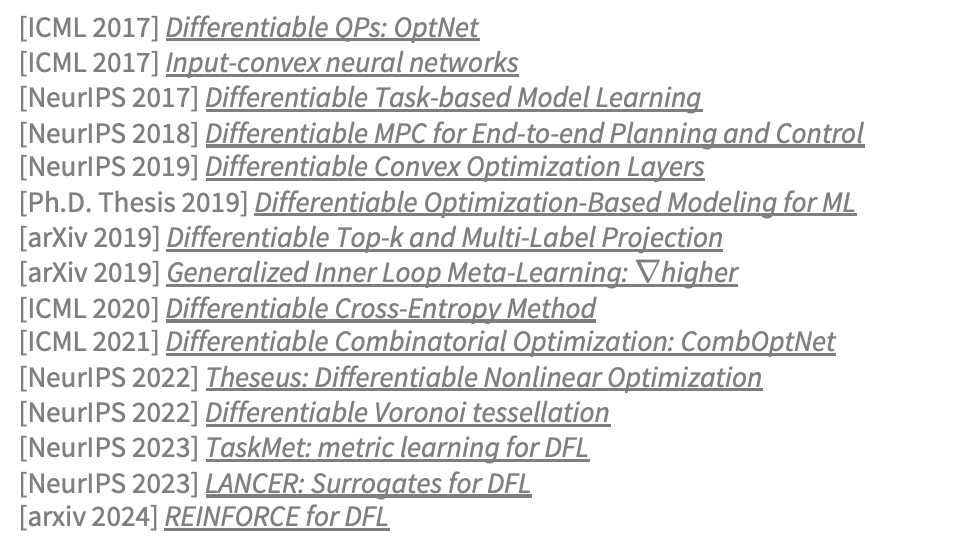 [ICML 2017] Differentiable QPs: OptNet
[ICML 2017] Input-convex neural networks
[NeurIPS 2017] Differentiable Task-based Model Learning
[NeurIPS 2018] Differentiable MPC for End-to-end Planning and Control
[NeurIPS 2019] Differentiable Convex Optimization Layers
[Ph.D. Thesis 2019] Differentiable Optimization-Based Modeling for ML
[arXiv 2019] Differentiable Top-k and Multi-Label Projection
[arXiv 2019] Generalized Inner Loop Meta-Learning: ∇higher
[ICML 2020] Differentiable Cross-Entropy Method
[ICML 2021] Differentiable Combinatorial Optimization: CombOptNet
[NeurIPS 2022] Theseus: Differentiable Nonlinear Optimization
[NeurIPS 2022] Differentiable Voronoi tessellation
[NeurIPS 2023] TaskMet: metric learning for DFL
[NeurIPS 2023] LANCER: Surrogates for DFL
[arxiv 2024] REINFORCE for DFL